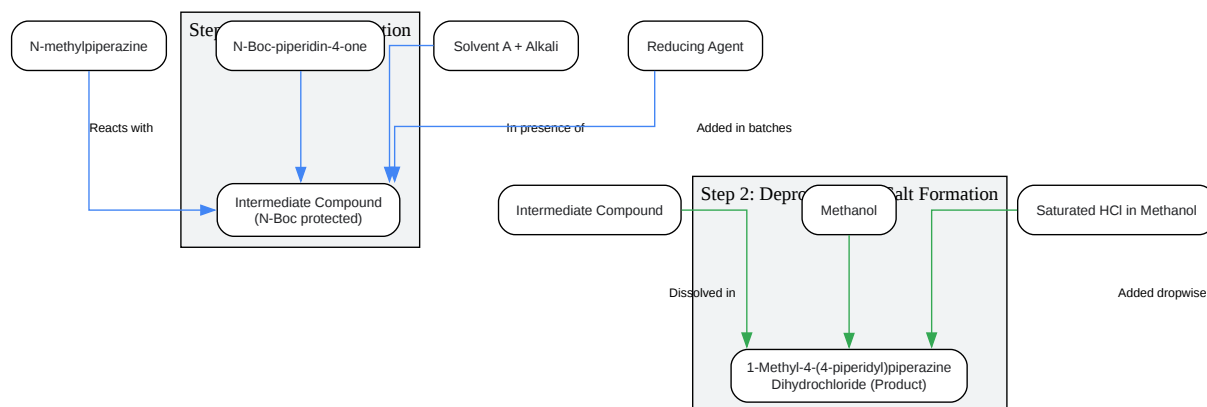 Step
tion
N-methylpiperazine
N-Boc-piperidin-4-one
Solvent A + Alkali
Reducing Agent
Reacts with
In presence of
Added in batches
Intermediate Compound
(N-Boc protected)
Step 2: Depro
alt Formation
Intermediate Compound
Methanol
Saturated HCl in Methanol
Dissolved in
Added dropwise
1-Methyl-4-(4-piperidyl)piperazine
Dihydrochloride (Product)